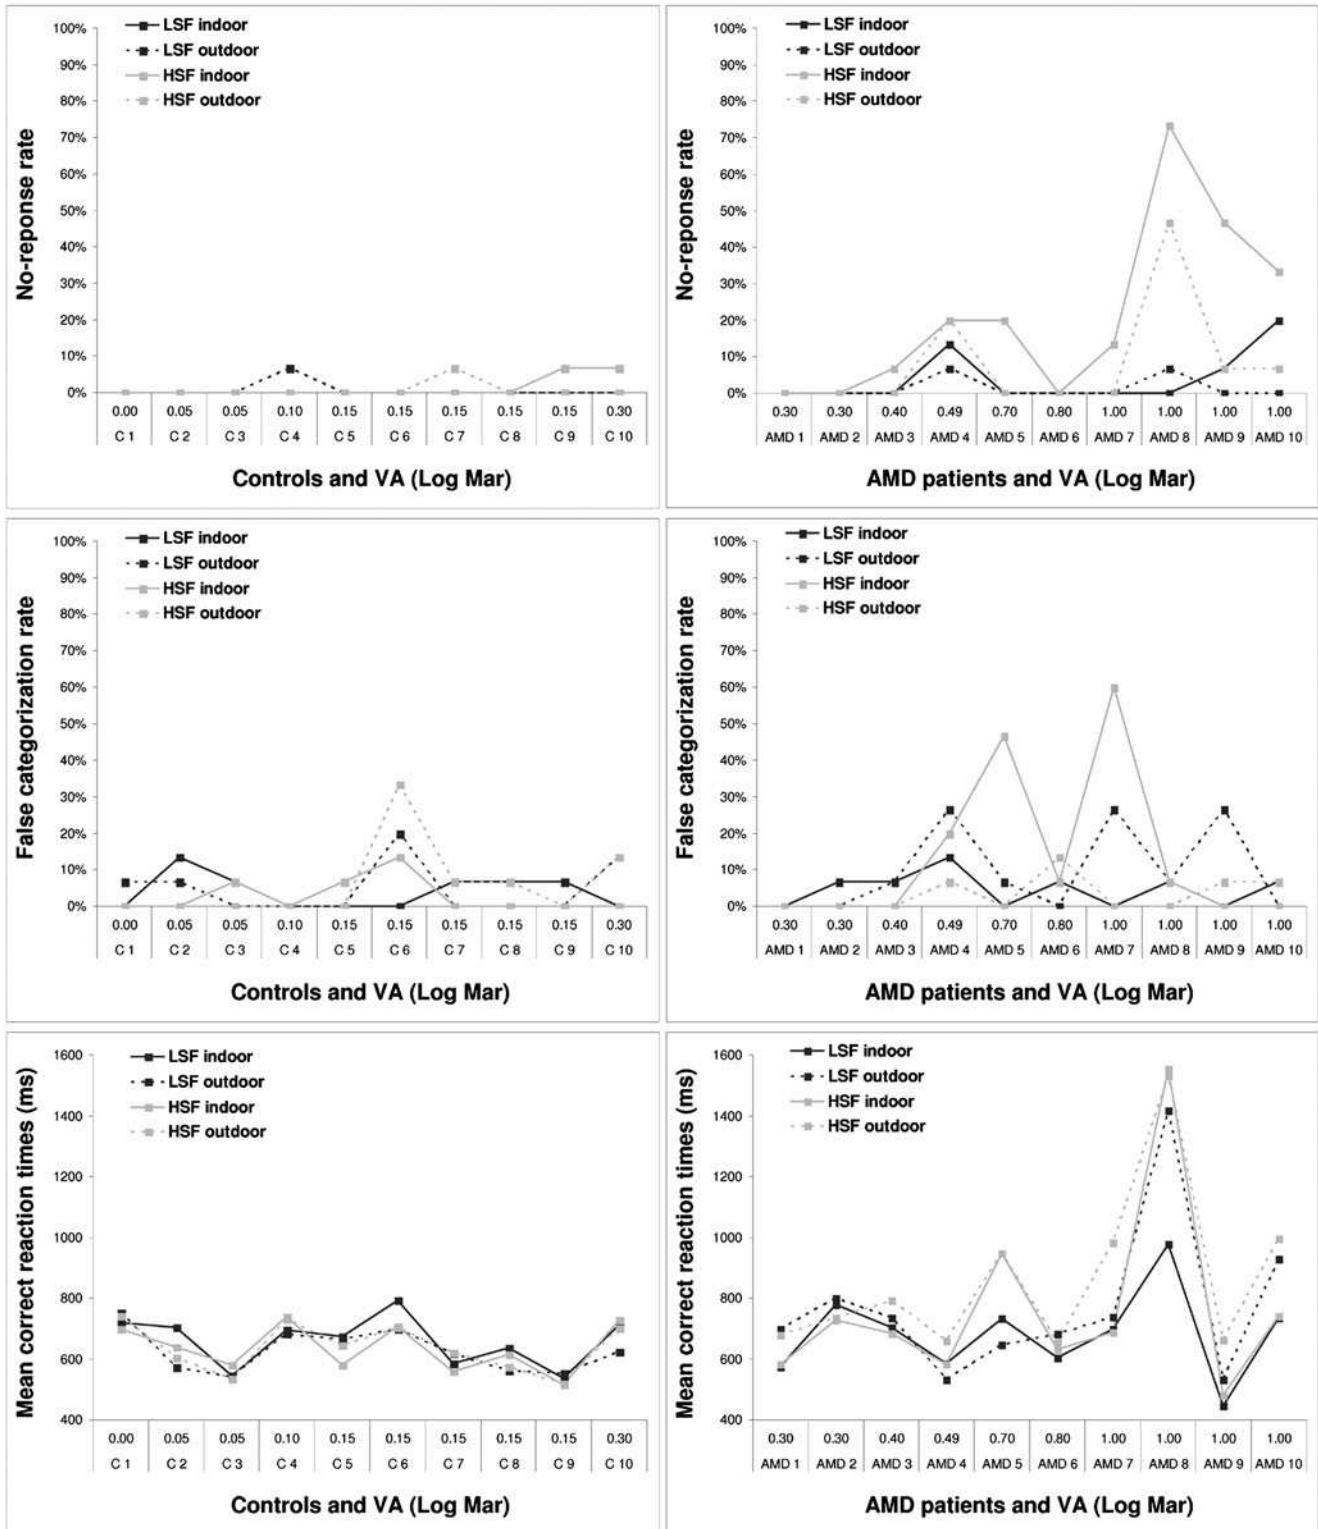 LSF indoor
LSF outdoor
HSF indoor
HSF outdoor
100%
90%
80%
70%
60%
50%
40%
30%
20%
10%
0%
No-reponse rate
0.00 0.05 0.05 0.10 0.15 0.15 0.15 0.15 0.15 0.30
C 1 C 2 C 3 C 4 C 5 C 6 C 7 C 8 C 9 C 10
Controls and VA (Log Mar)
LSF indoor
LSF outdoor
HSF indoor
HSF outdoor
100%
90%
80%
70%
60%
50%
40%
30%
20%
10%
0%
No-reponse rate
0.30 0.30 0.40 0.49 0.70 0.80 1.00 1.00 1.00 1.00
AMD 1 AMD 2 AMD 3 AMD 4 AMD 5 AMD 6 AMD 7 AMD 8 AMD 9 AMD 10
AMD patients and VA (Log Mar)
LSF indoor
LSF outdoor
HSF indoor
HSF outdoor
100%
90%
80%
70%
60%
50%
40%
30%
20%
10%
0%
False categorization rate
0.00 0.05 0.05 0.10 0.15 0.15 0.15 0.15 0.15 0.30
C 1 C 2 C 3 C 4 C 5 C 6 C 7 C 8 C 9 C 10
Controls and VA (Log Mar)
LSF indoor
LSF outdoor
HSF indoor
HSF outdoor
100%
90%
80%
70%
60%
50%
40%
30%
20%
10%
0%
False categorization rate
0.30 0.30 0.40 0.49 0.70 0.80 1.00 1.00 1.00 1.00
AMD 1 AMD 2 AMD 3 AMD 4 AMD 5 AMD 6 AMD 7 AMD 8 AMD 9 AMD 10
AMD patients and VA (Log Mar)
LSF indoor
LSF outdoor
HSF indoor
HSF outdoor
1600
1400
1200
1000
800
600
400
Mean correct reaction times (ms)
0.00 0.05 0.05 0.10 0.15 0.15 0.15 0.15 0.15 0.30
C 1 C 2 C 3 C 4 C 5 C 6 C 7 C 8 C 9 C 10
Controls and VA (Log Mar)
LSF indoor
LSF outdoor
HSF indoor
HSF outdoor
1600
1400
1200
1000
800
600
400
Mean correct reaction times (ms)
0.30 0.30 0.40 0.49 0.70 0.80 1.00 1.00 1.00 1.00
AMD 1 AMD 2 AMD 3 AMD 4 AMD 5 AMD 6 AMD 7 AMD 8 AMD 9 AMD 10
AMD patients and VA (Log Mar)